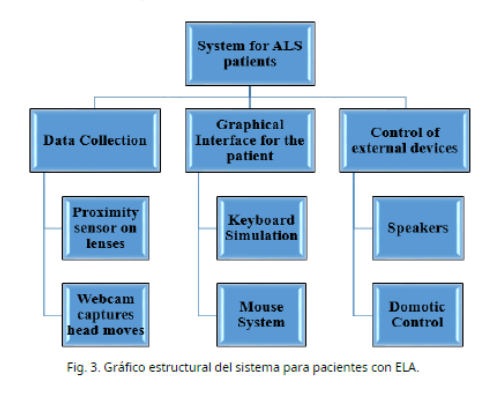 System for ALS
patients
Data Collection
Graphical
Interface for the
patient
Control of
external devices
Proximity
sensor on
lenses
Keyboard
Simulation
Speakers
Webcam
captures
head moves
Mouse
System
Domotic
Control
Fig. 3. Gráfico estructural del sistema para pacientes con ELA.